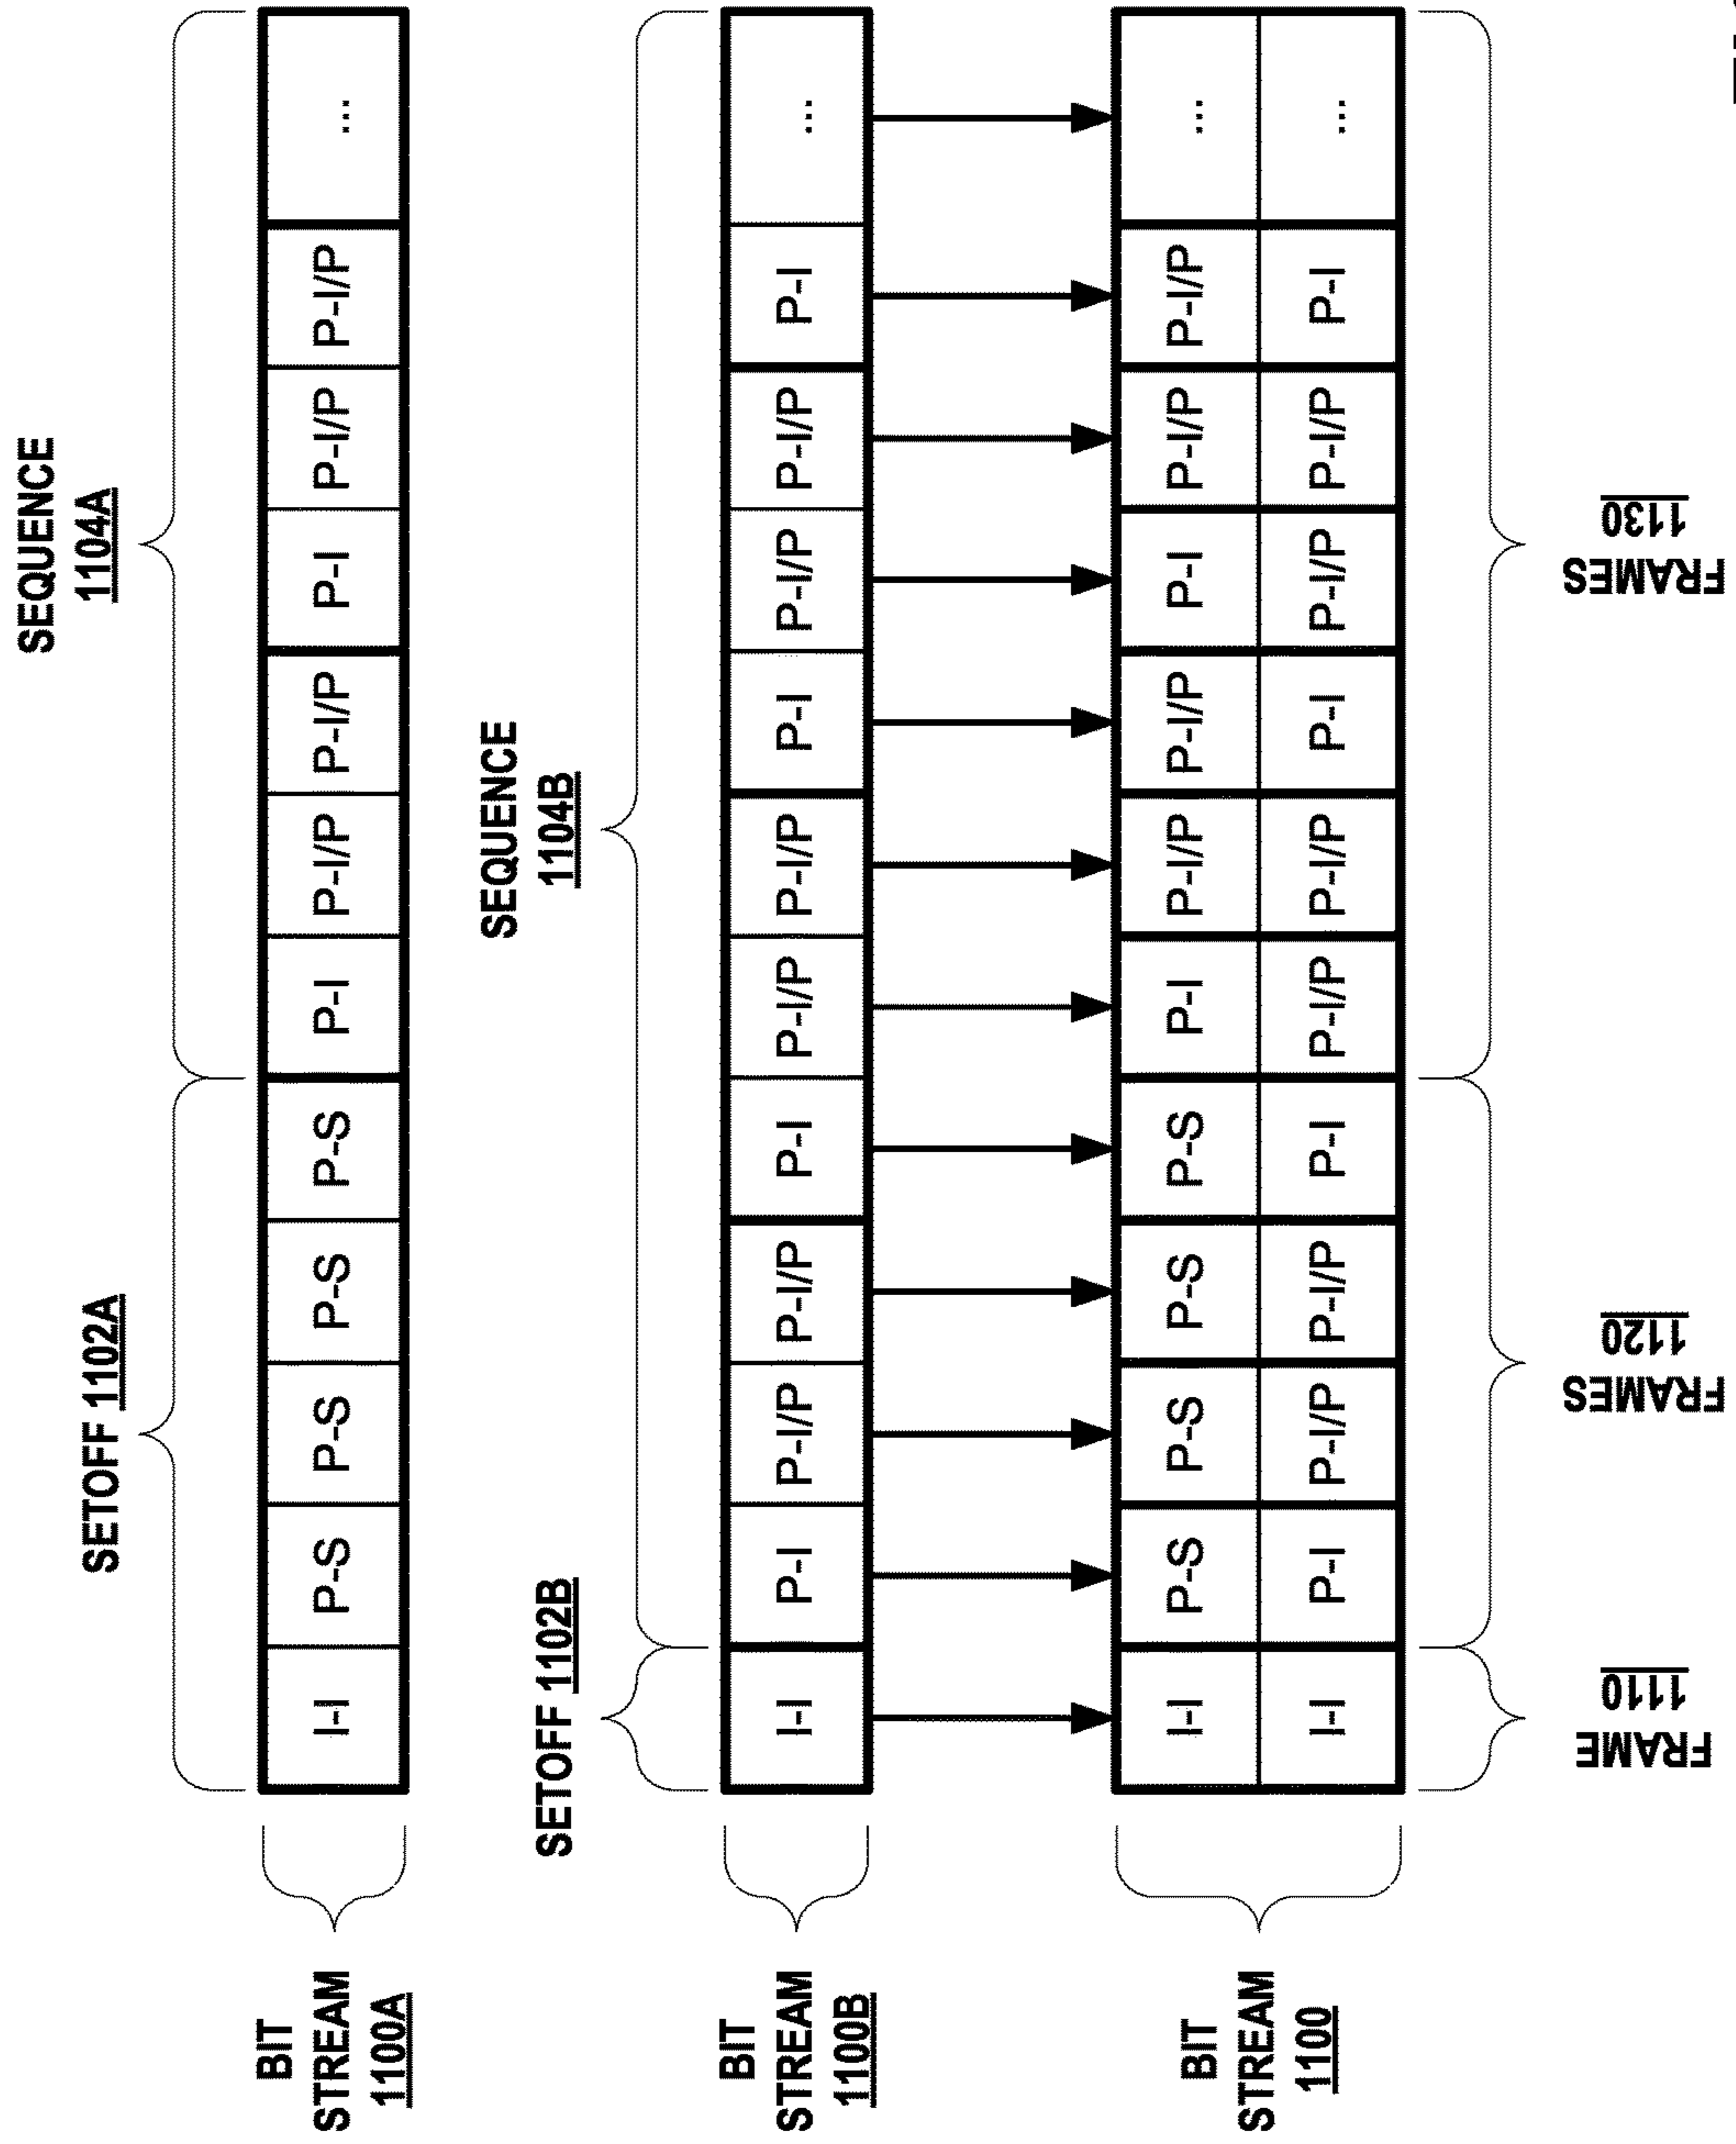 SETOFF 1102A
SEQUENCE
1104A
BIT
STREAM
1100A
I-I P-S P-S P-S P-S P-I P-I/P P-I/P P-I P-I/P P-I/P ...
SETOFF 1102B
SEQUENCE
1104B
BIT
STREAM
1100B
I-I P-I P-I/P P-I/P P-I P-I/P P-I/P P-I P-I/P P-I/P P-I ...
BIT
STREAM
1100
I-I P-S P-S P-S P-S P-I P-I/P P-I/P P-I P-I/P P-I/P ...
I-I P-I P-I/P P-I/P P-I P-I/P P-I/P P-I P-I/P P-I/P P-I ...
FRAME
1110
FRAMES
1120
FRAMES
1130